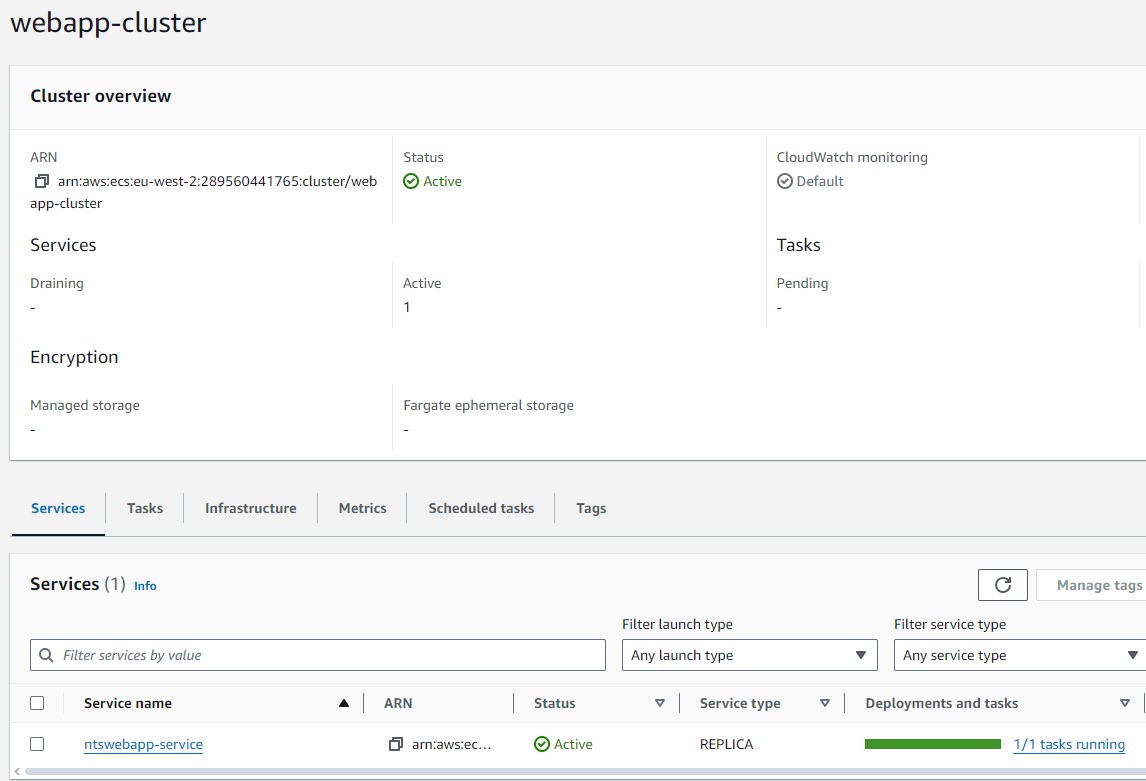 webapp-cluster
Cluster overview
ARN
arn:aws:ecs:eu-west-2:289560441765:cluster/web
app-cluster
Status
Active
CloudWatch monitoring
Default
Services
Tasks
Draining
-
Active
1
Pending
-
Encryption
Managed storage
-
Fargate ephemeral storage
-
Services Tasks Infrastructure Metrics Scheduled tasks Tags
Services (1) Info
Manage tags
Filter launch type
Filter service type
Filter services by value
Any launch type
Any service type
Service name ARN Status Service type Deployments and tasks
ntswebapp-service arn:aws:ec... Active REPLICA 1/1 tasks running